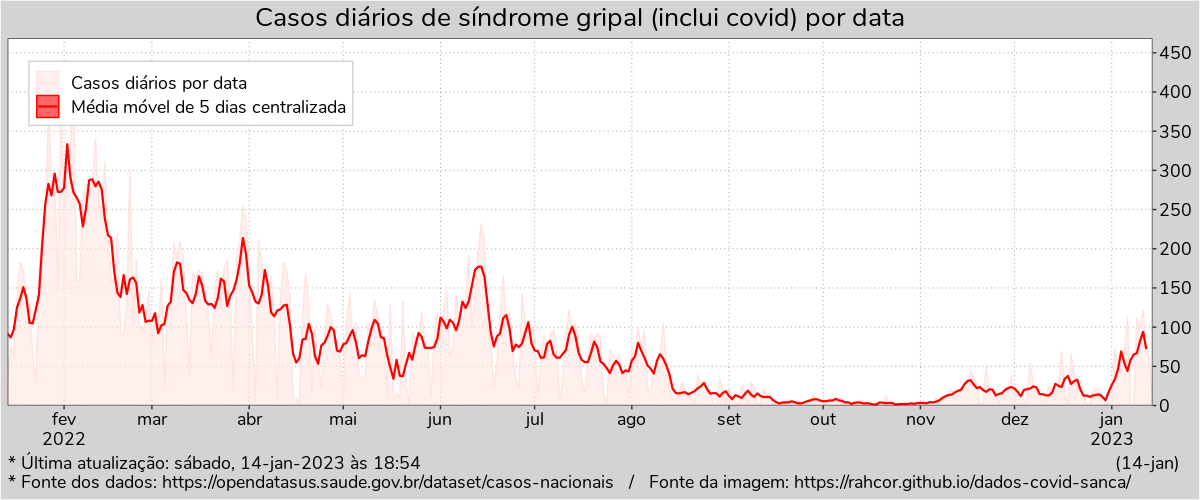 Casos diários de síndrome gripal (inclui covid) por data
Casos diários por data
Média móvel de 5 dias centralizada
450
400
350
300
250
200
150
100
50
0
fev mar abr mai jun jul ago set out nov dez jan
2022 2023
* Última atualização: sábado, 14-jan-2023 às 18:54 (14-jan)
* Fonte dos dados: https://opendatasus.saude.gov.br/dataset/casos-nacionais / Fonte da imagem: https://rahcor.github.io/dados-covid-sanca/